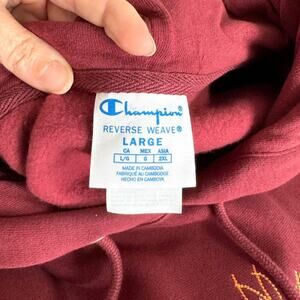 Champion
REVERSE WEAVE®
LARGE
CA MEX ASIA
L/G G 2XL
MADE IN CAMBODIA
FABRIQUÉ AU CAMBODGE
HECHO EN CAMBOYA